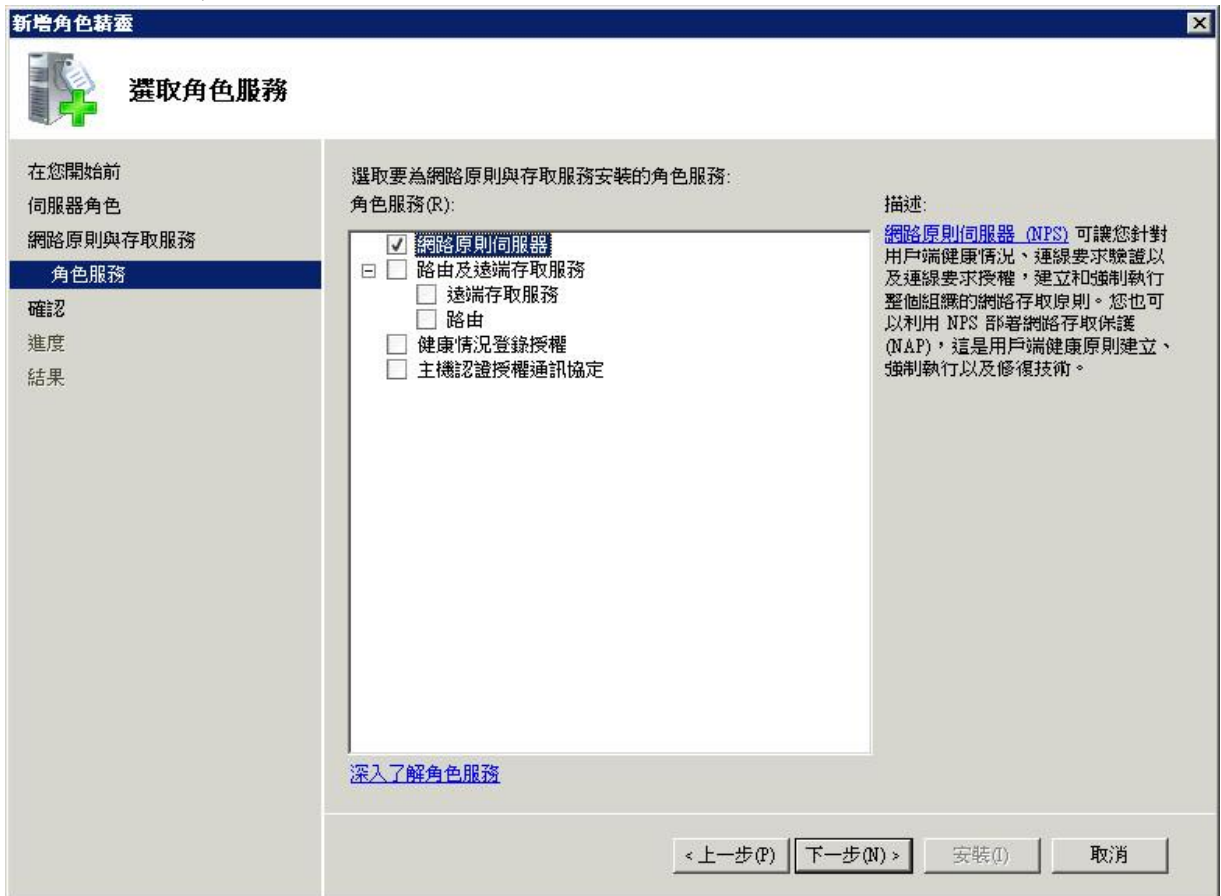 新增角色精靈
選取角色服務
在您開始前
伺服器角色
網路原則與存取服務
角色服務
確認
進度
結果
選取要為網路原則與存取服務安裝的角色服務:
角色服務(R):
網路原則伺服器
路由及遠端存取服務
遠端存取服務
路由
健康情況登錄授權
主機認證授權通訊協定
深入了解角色服務
描述:
網路原則伺服器 (NPS) 可讓您針對
用戶端健康情況、連線要求驗證以
及連線要求授權,建立和強制執行
整個組織的網路存取原則。您也可
以利用 NPS 部署網路存取保護
(NAP),這是用戶端健康原則建立、
強制執行以及修復技術。
<上一步(P) 下一步(N)> 安裝(I) 取消